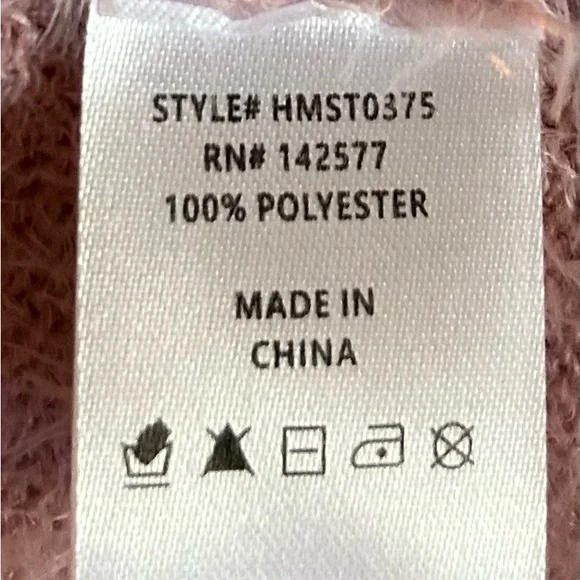 STYLE# HMST0375
RN# 142577
100% POLYESTER
MADE IN
CHINA